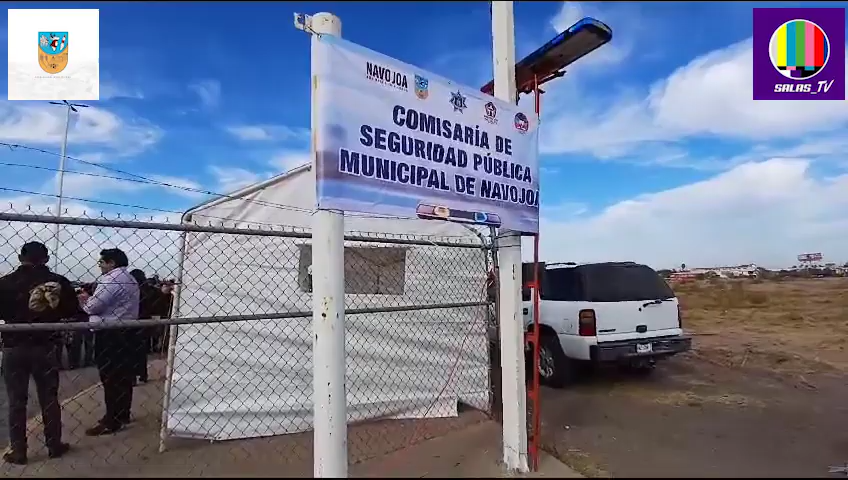 NAVOJOA
COMISARÍA DE
SEGURIDAD PÚBLICA
MUNICIPAL DE NAVOJOA
SALAS_TV